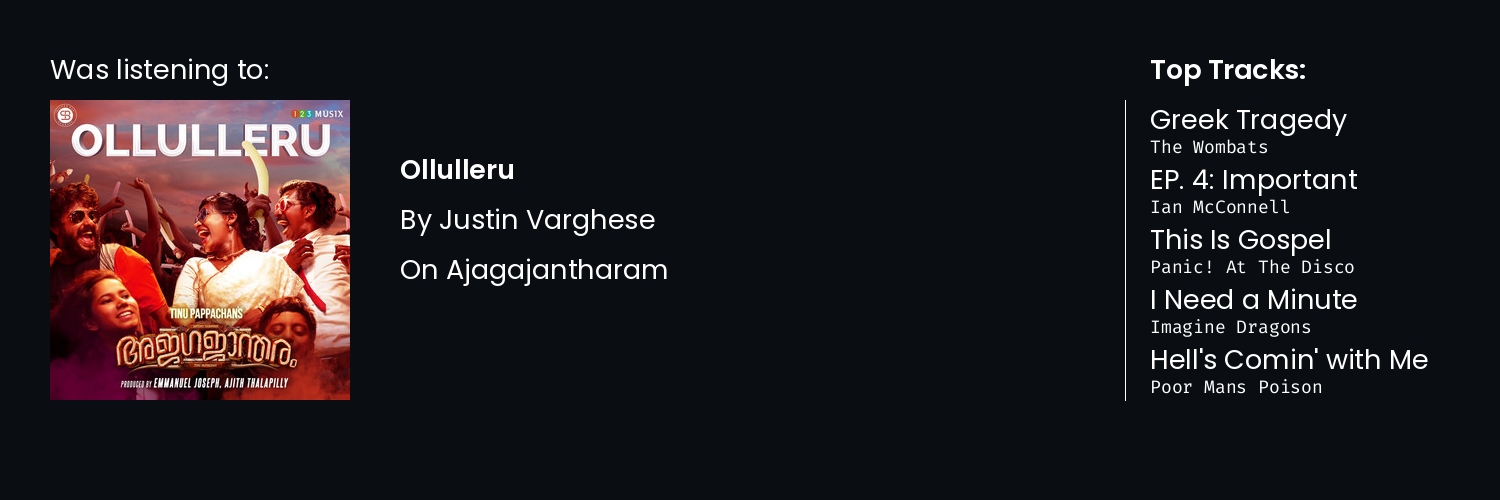 Was listening to:
123 MUSIX
OLLULLERU
TINU PAPPACHANS
അജഗജാന്തരം
PRODUCED BY EMMANUEL JOSEPH, AJITH THALAPILLY
Ollulleru
By Justin Varghese
On Ajagajantharam
Top Tracks:
Greek Tragedy
The Wombats
EP. 4: Important
Ian McConnell
This Is Gospel
Panic! At The Disco
I Need a Minute
Imagine Dragons
Hell's Comin' with Me
Poor Mans Poison